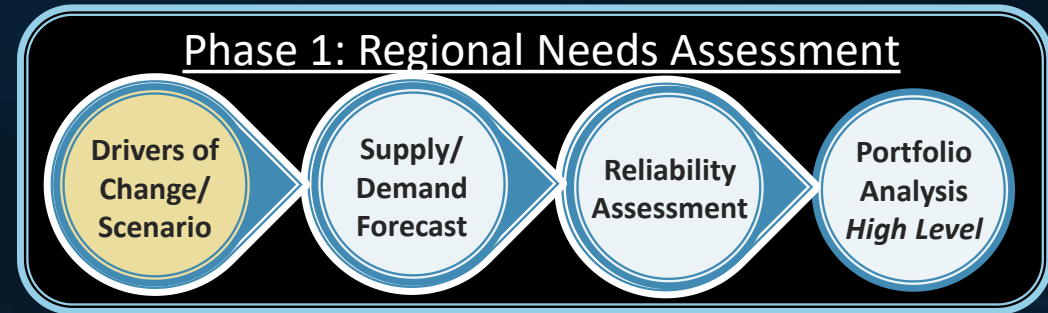 Phase 1: Regional Needs Assessment
Drivers of
Change/
Scenario
Supply/
Demand
Forecast
Reliability
Assessment
Portfolio
Analysis
High Level